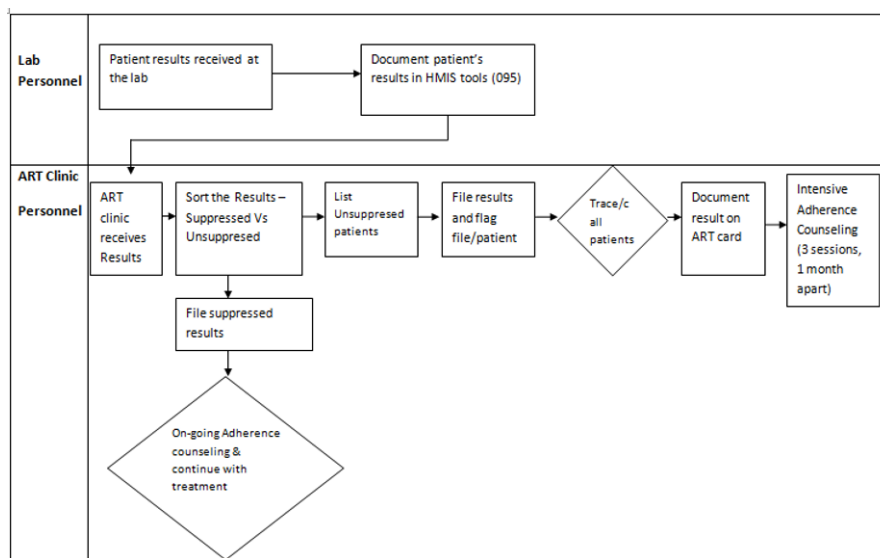 Lab
Personnel
Patient results received at
the lab
Document patient's
results in HMIS tools (095)
ART Clinic
Personnel
ART
clinic
receives
Results
Sort the Results –
Suppressed Vs
Unsuppresed
List
Unsuppresed
patients
File results
and flag
file/patient
Trace/c
all
patients
Document
result on
ART card
Intensive
Adherence
Counseling
(3 sessions,
1 month
apart)
File suppressed
results
On-going Adherence
counseling &
continue with
treatment